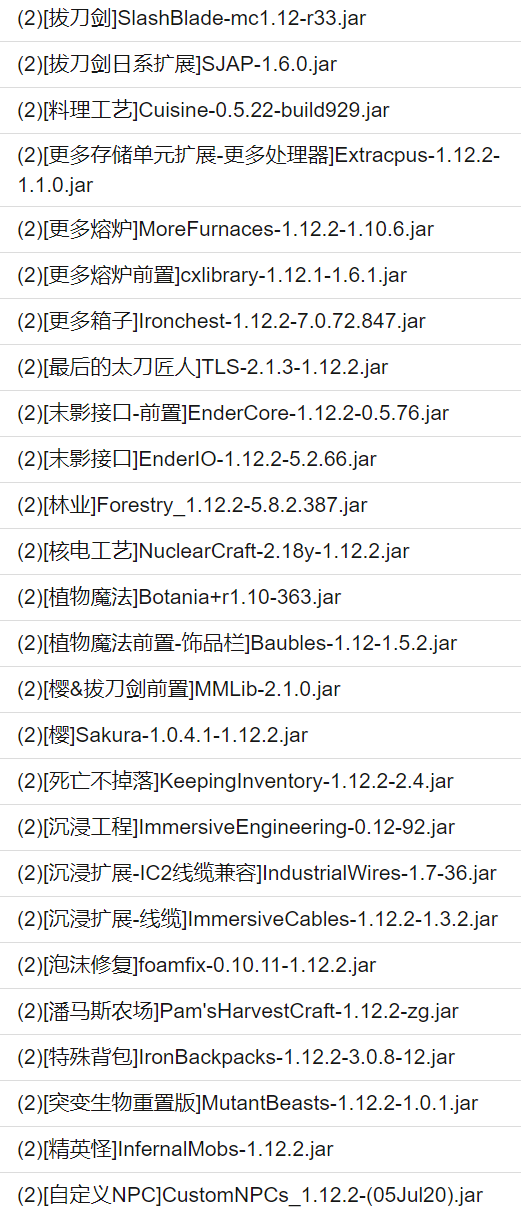 (2)[拔刀剑]SlashBlade-mc1.12-r33.jar
(2)[拔刀剑日系扩展]SJAP-1.6.0.jar
(2)[料理工艺]Cuisine-0.5.22-build929.jar
(2)[更多存储单元扩展-更多处理器]Extracpus-1.12.2-
1.1.0.jar
(2)[更多熔炉]MoreFurnaces-1.12.2-1.10.6.jar
(2)[更多熔炉前置]cxlibrary-1.12.1-1.6.1.jar
(2)[更多箱子]Ironchest-1.12.2-7.0.72.847.jar
(2)[最后的太刀匠人]TLS-2.1.3-1.12.2.jar
(2)[末影接口-前置]EnderCore-1.12.2-0.5.76.jar
(2)[末影接口]EnderIO-1.12.2-5.2.66.jar
(2)[林业]Forestry_1.12.2-5.8.2.387.jar
(2)[核电工艺]NuclearCraft-2.18y-1.12.2.jar
(2)[植物魔法]Botania+r1.10-363.jar
(2)[植物魔法前置-饰品栏]Baubles-1.12-1.5.2.jar
(2)[樱&拔刀剑前置]MMLib-2.1.0.jar
(2)[樱]Sakura-1.0.4.1-1.12.2.jar
(2)[死亡不掉落]KeepingInventory-1.12.2-2.4.jar
(2)[沉浸工程]ImmersiveEngineering-0.12-92.jar
(2)[沉浸扩展-IC2线缆兼容]IndustrialWires-1.7-36.jar
(2)[沉浸扩展-线缆]ImmersiveCables-1.12.2-1.3.2.jar
(2)[泡沫修复]foamfix-0.10.11-1.12.2.jar
(2)[潘马斯农场]Pam'sHarvestCraft-1.12.2-zg.jar
(2)[特殊背包]IronBackpacks-1.12.2-3.0.8-12.jar
(2)[突变生物重置版]MutantBeasts-1.12.2-1.0.1.jar
(2)[精英怪]InfernalMobs-1.12.2.jar
(2)[自定义NPC]CustomNPCs_1.12.2-(05Jul20).jar